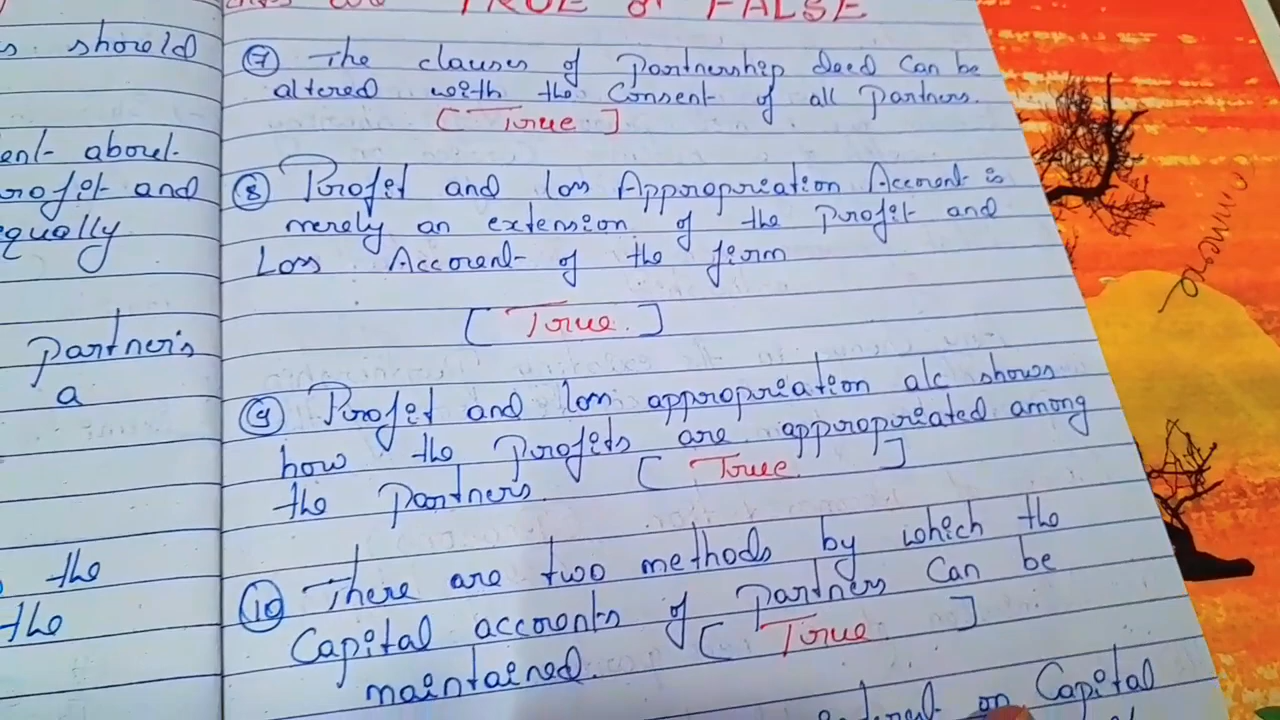 TRUE or FALSE
s should
ent about
rofit and
equally
partner's
a
the
the
⑦ The clauses of partnership deed can be
altered with the consent of all partners.
[ True ]
⑧ Profit and loss Appropriation Account is
merely an extension of the profit and
Loss Account of the firm
[ True. ]
⑨ Profit and loss appropriation a/c shows
how the profits are appropriated among
the partners. [ True ]
⑩ There are two methods by which the
Capital accounts of partners can be
maintained. [ True ]
on Capital